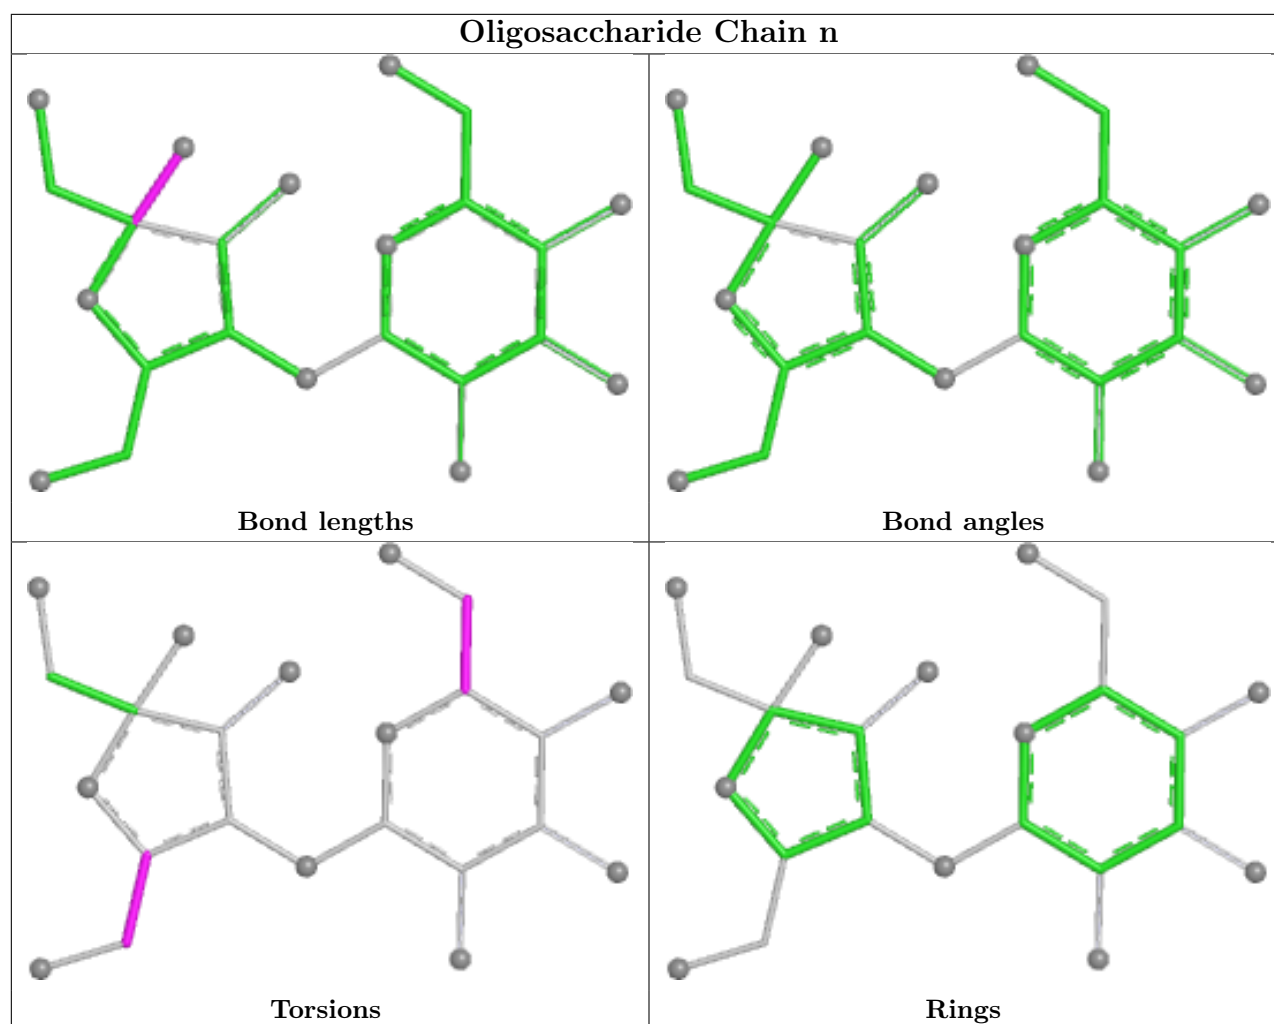 Oligosaccharide Chain n
Bond lengths
Bond angles
Torsions
Rings